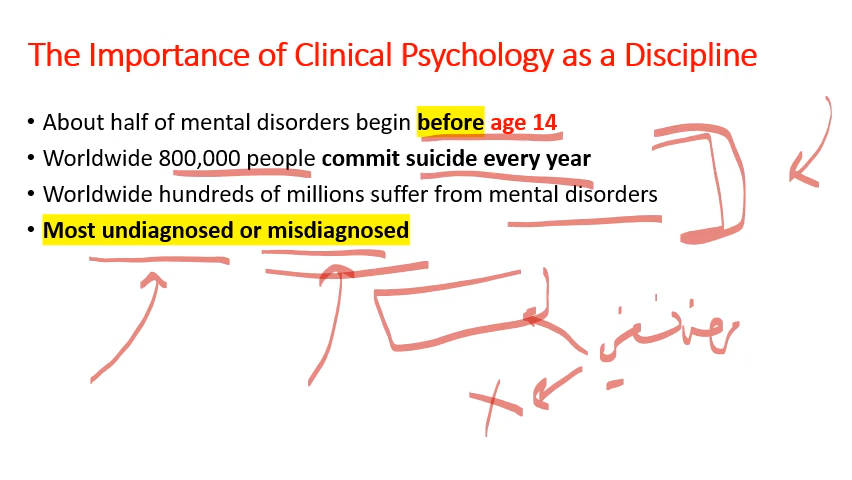 The Importance of Clinical Psychology as a Discipline
• About half of mental disorders begin before age 14
• Worldwide 800,000 people commit suicide every year
• Worldwide hundreds of millions suffer from mental disorders
• Most undiagnosed or misdiagnosed